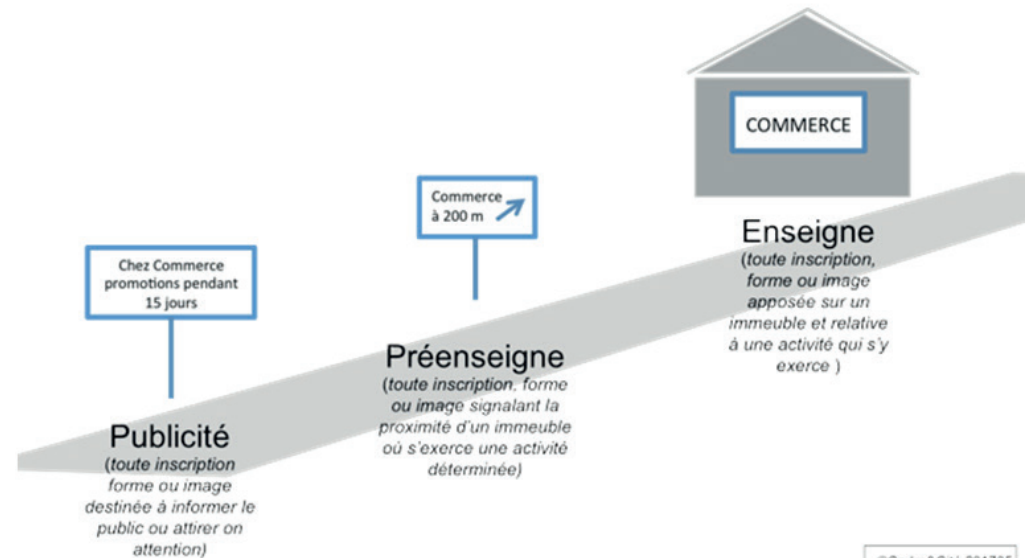 COMMERCE
Commerce
à 200 m
Enseigne
(toute inscription,
forme ou image
apposée sur un
immeuble et relative
à une activité qui s'y
exerce )
Chez Commerce
promotions pendant
15 jours
Préenseigne
(toute inscription, forme
ou image signalant la
proximité d'un immeuble
où s'exerce une activité
déterminée)
Publicité
(toute inscription
forme ou image
destinée à informer le
public ou attirer on
attention)